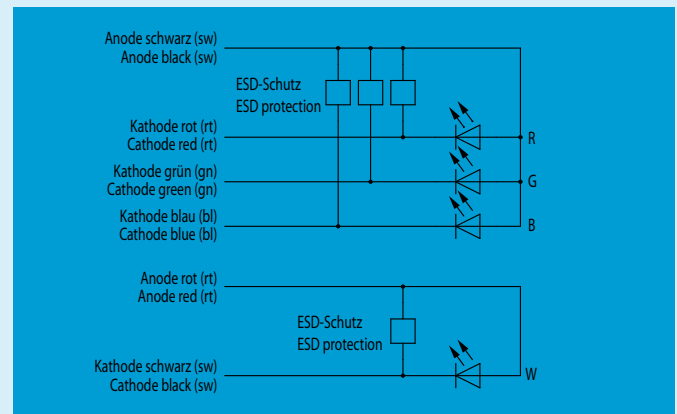 Anode schwarz (sw)
Anode black (sw)
ESD-Schutz
ESD protection
Kathode rot (rt)
Cathode red (rt)
R
Kathode grün (gn)
Cathode green (gn)
G
Kathode blau (bl)
Cathode blue (bl)
B
Anode rot (rt)
Anode red (rt)
ESD-Schutz
ESD protection
Kathode schwarz (sw)
Cathode black (sw)
W